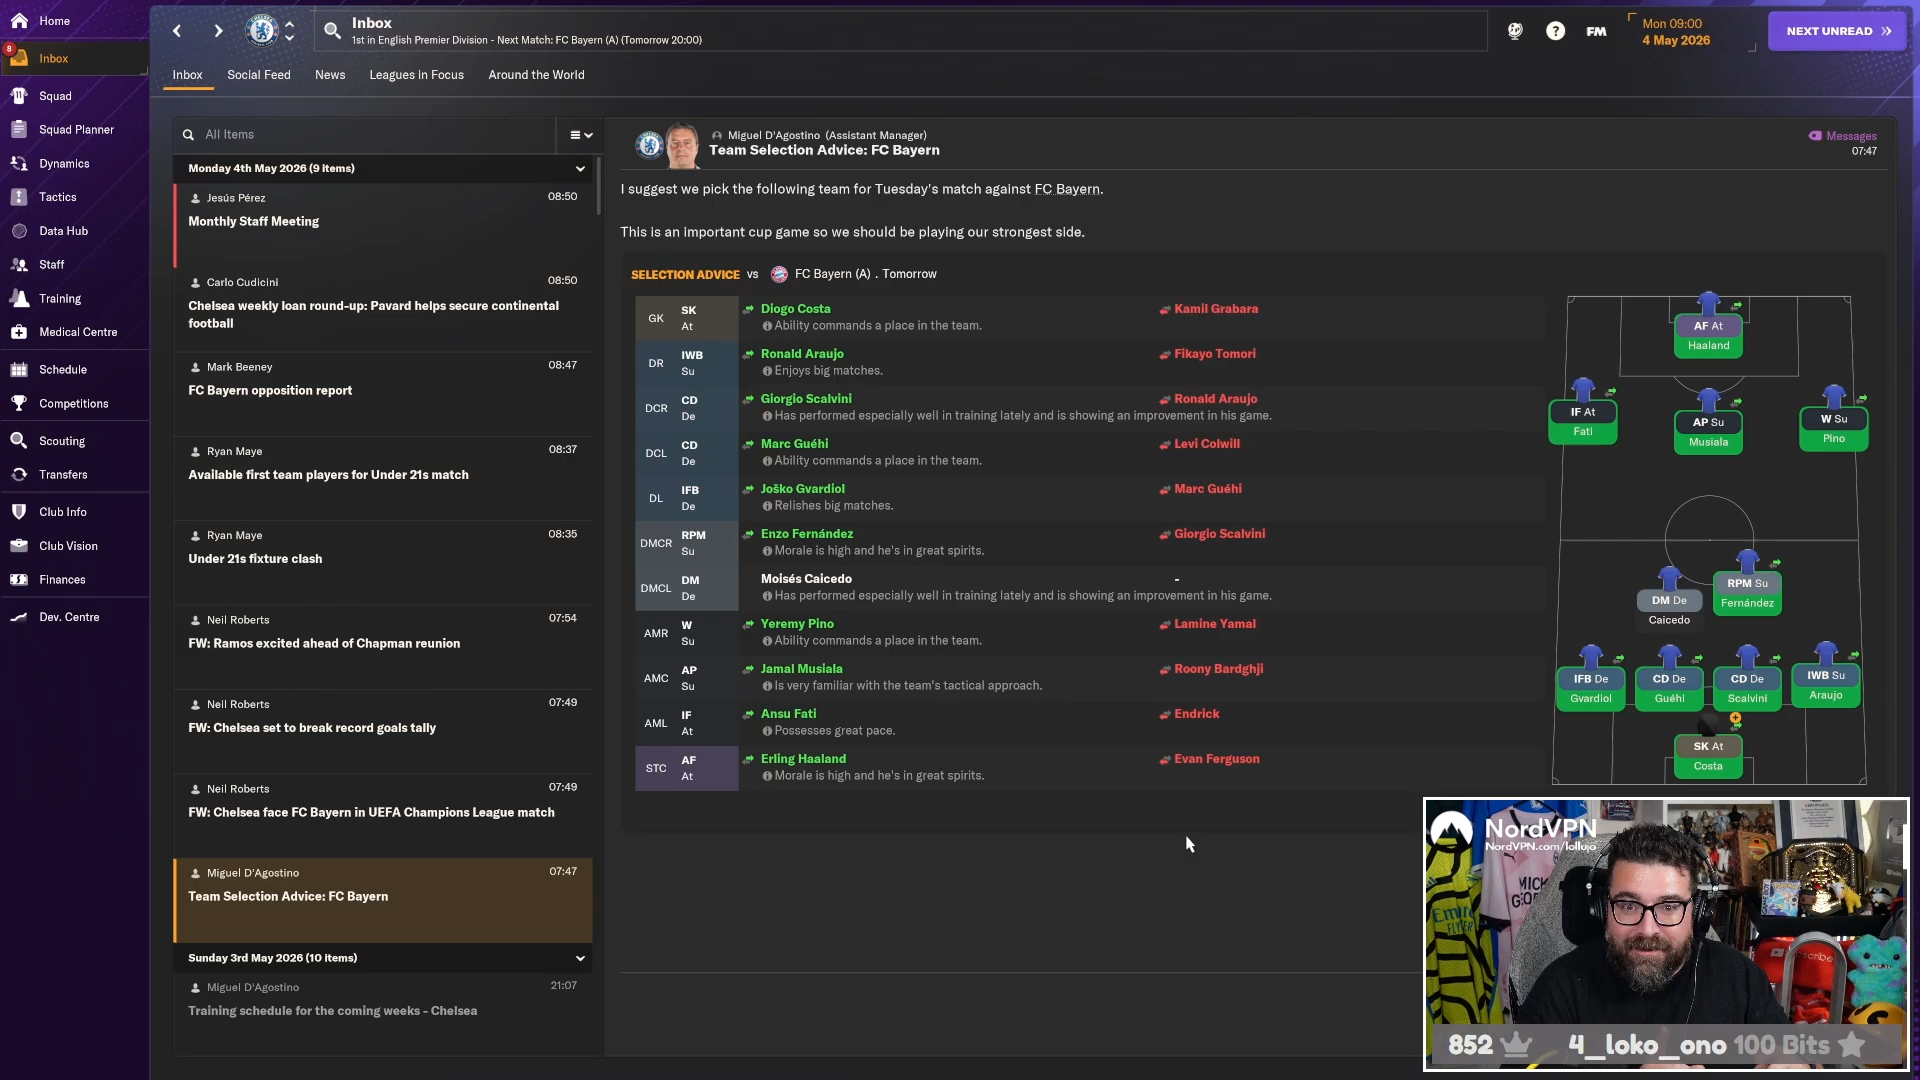 Home
8
Inbox
Squad
Squad Planner
Dynamics
Tactics
Data Hub
Staff
Training
Medical Centre
Schedule
Competitions
Scouting
Transfers
Club Info
Club Vision
Finances
Dev. Centre
Inbox
1st in English Premier Division - Next Match: FC Bayern (A) (Tomorrow 20:00)
?
FM
Mon 09:00
4 May 2026
NEXT UNREAD
Inbox
Social Feed
News
Leagues in Focus
Around the World
All Items
Monday 4th May 2026 (9 items)
Jesús Pérez 08:50
Monthly Staff Meeting
Carlo Cudicini 08:50
Chelsea weekly loan round-up: Pavard helps secure continental
football
Mark Beeney 08:47
FC Bayern opposition report
Ryan Maye 08:37
Available first team players for Under 21s match
Ryan Maye 08:35
Under 21s fixture clash
Neil Roberts 07:54
FW: Ramos excited ahead of Chapman reunion
Neil Roberts 07:49
FW: Chelsea set to break record goals tally
Neil Roberts 07:49
FW: Chelsea face FC Bayern in UEFA Champions League match
Miguel D'Agostino 07:47
Team Selection Advice: FC Bayern
Sunday 3rd May 2026 (10 items)
Miguel D'Agostino 21:07
Training schedule for the coming weeks - Chelsea
Miguel D'Agostino (Assistant Manager)
Team Selection Advice: FC Bayern
Messages
07:47
I suggest we pick the following team for Tuesday's match against FC Bayern.
This is an important cup game so we should be playing our strongest side.
SELECTION ADVICE vs FC Bayern (A) . Tomorrow
GK SK At Diogo Costa Kamil Grabara
Ability commands a place in the team.
DR IWB Su Ronald Araujo Fikayo Tomori
Enjoys big matches.
DCR CD De Giorgio Scalvini Ronald Araujo
Has performed especially well in training lately and is showing an improvement in his game.
DCL CD De Marc Guéhi Levi Colwill
Ability commands a place in the team.
DL IFB De Joško Gvardiol Marc Guéhi
Relishes big matches.
DMCR RPM Su Enzo Fernández Giorgio Scalvini
Morale is high and he's in great spirits.
DMCL DM De Moisés Caicedo -
Has performed especially well in training lately and is showing an improvement in his game.
AMR W Su Yeremy Pino Lamine Yamal
Ability commands a place in the team.
AMC AP Su Jamal Musiala Roony Bardghji
Is very familiar with the team's tactical approach.
AML IF At Ansu Fati Endrick
Possesses great pace.
STC AF At Erling Haaland Evan Ferguson
Morale is high and he's in great spirits.
AF At
Haaland
IF At
Fati
AP Su
Musiala
W Su
Pino
DM De
Caicedo
RPM Su
Fernández
IFB De
Gvardiol
CD De
Guéhi
CD De
Scalvini
IWB Su
Araujo
SK At
Costa
NordVPN
NordVPN.com/lollujo
852 4_loko_ono 100 Bits